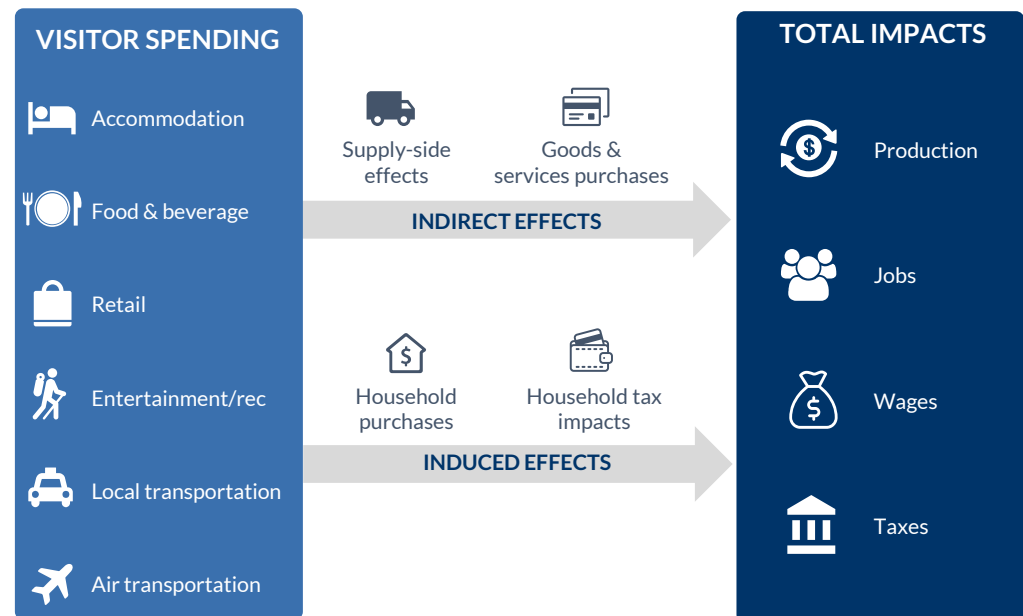 VISITOR SPENDING
Accommodation
Food & beverage
Retail
Entertainment/rec
Local transportation
Air transportation
Supply-side
effects
Goods &
services purchases
INDIRECT EFFECTS
Household
purchases
Household tax
impacts
INDUCED EFFECTS
TOTAL IMPACTS
$
Production
Jobs
$
Wages
Taxes
$